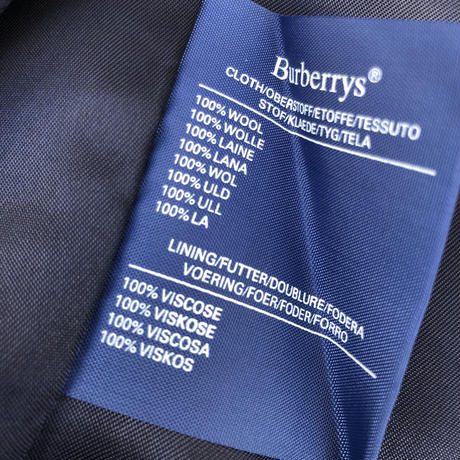 Burberrys®
CLOTH/OBERSTOFF/ETOFFE/TESSUTO
STOF/KLAEDE/TYG/TELA
100% WOOL
100% WOLLE
100% LAINE
100% LANA
100% WOL
100% ULD
100% ULL
100% LA
LINING/FUTTER/DOUBLURE/FODERA
VOERING/FOER/FODER/FORRO
100% VISCOSE
100% VISKOSE
100% VISCOSA
100% VISKOS